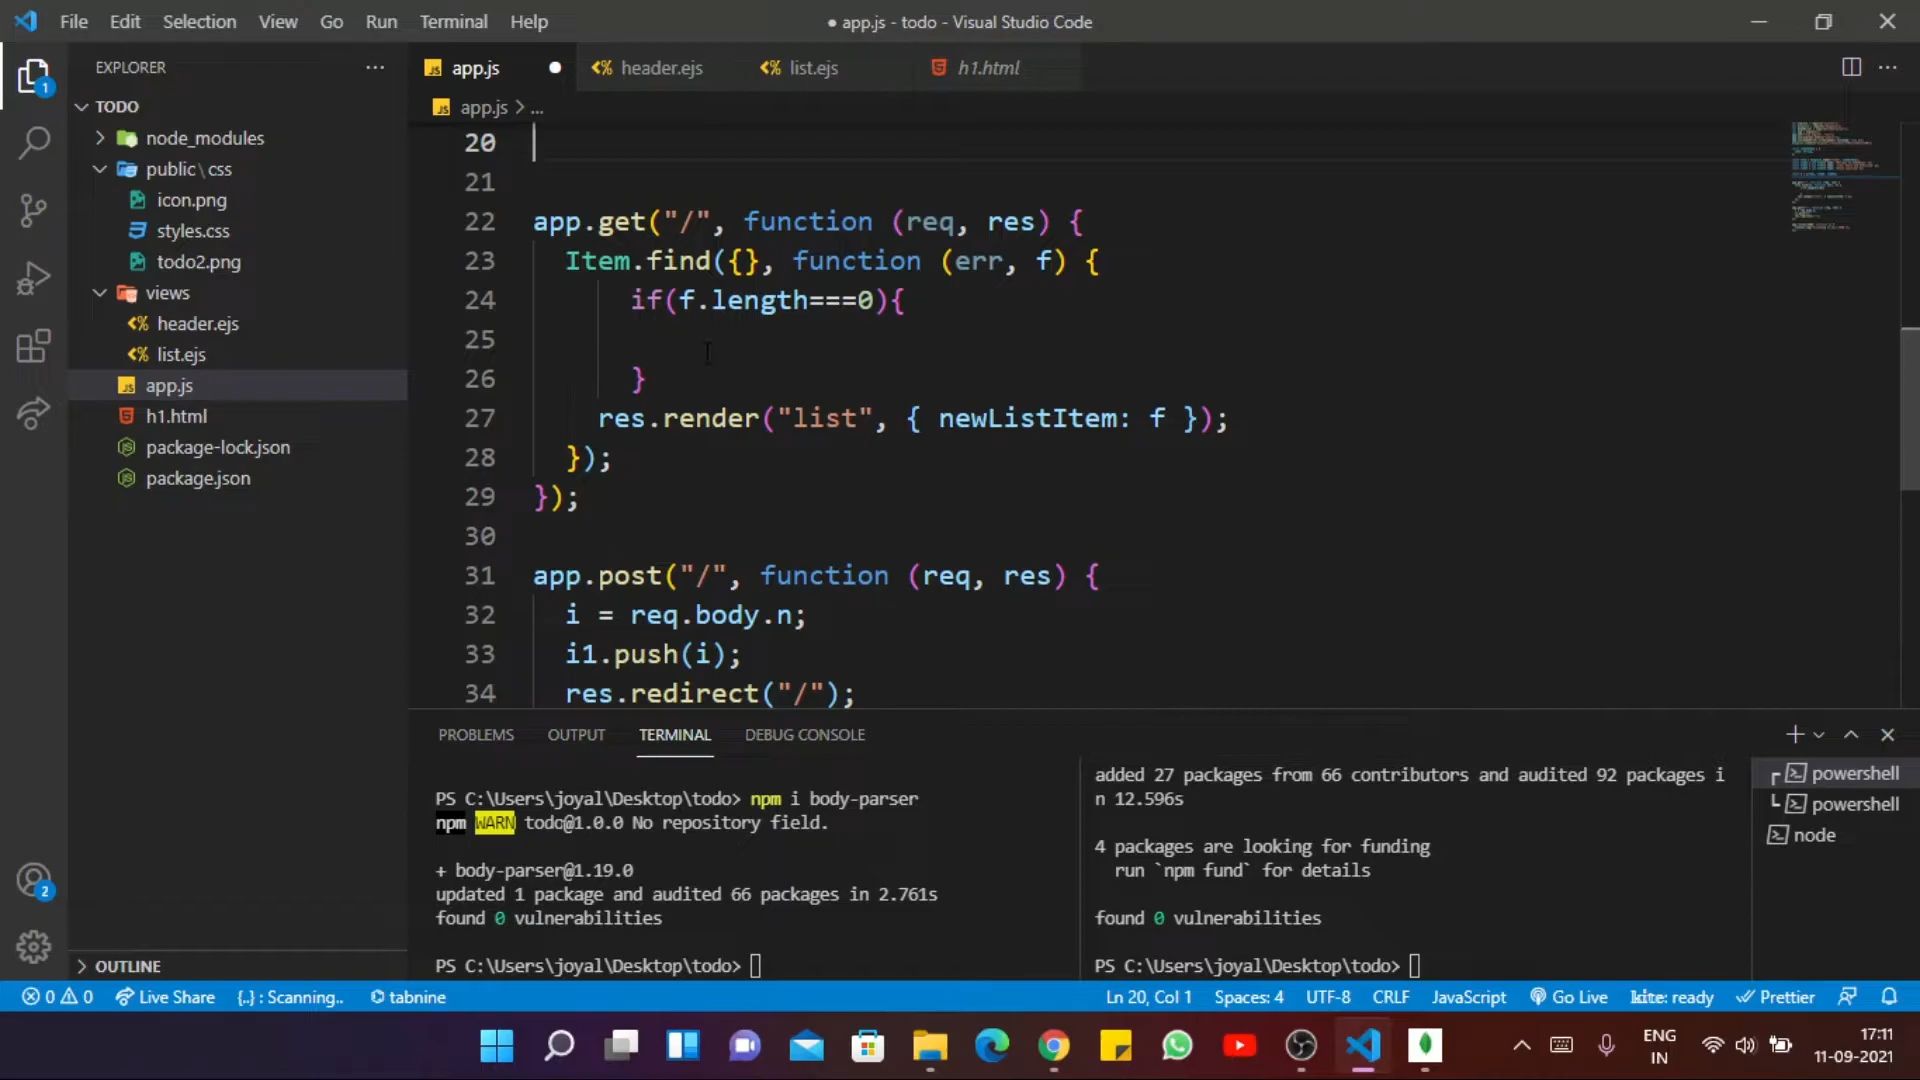 File Edit Selection View Go Run Terminal Help
● app.js - todo - Visual Studio Code
EXPLORER
TODO
node_modules
public\css
icon.png
styles.css
todo2.png
views
header.ejs
list.ejs
app.js
h1.html
package-lock.json
package.json
OUTLINE
app.js header.ejs list.ejs h1.html
app.js > ...
20
21
22 app.get("/", function (req, res) {
23 Item.find({}, function (err, f) {
24 if(f.length===0){
25
26 }
27 res.render("list", { newListItem: f });
28 });
29 });
30
31 app.post("/", function (req, res) {
32 i = req.body.n;
33 i1.push(i);
34 res.redirect("/");
PROBLEMS OUTPUT TERMINAL DEBUG CONSOLE
PS C:\Users\joyal\Desktop\todo> npm i body-parser
npm WARN todo@1.0.0 No repository field.
+ body-parser@1.19.0
updated 1 package and audited 66 packages in 2.761s
found 0 vulnerabilities
PS C:\Users\joyal\Desktop\todo>
added 27 packages from 66 contributors and audited 92 packages i
n 12.596s
4 packages are looking for funding
run `npm fund` for details
found 0 vulnerabilities
PS C:\Users\joyal\Desktop\todo>
powershell
powershell
node
0 0 Live Share {..} : Scanning.. tabnine Ln 20, Col 1 Spaces: 4 UTF-8 CRLF JavaScript Go Live kite: ready Prettier
1
2
ENG
IN
17:11
11-09-2021